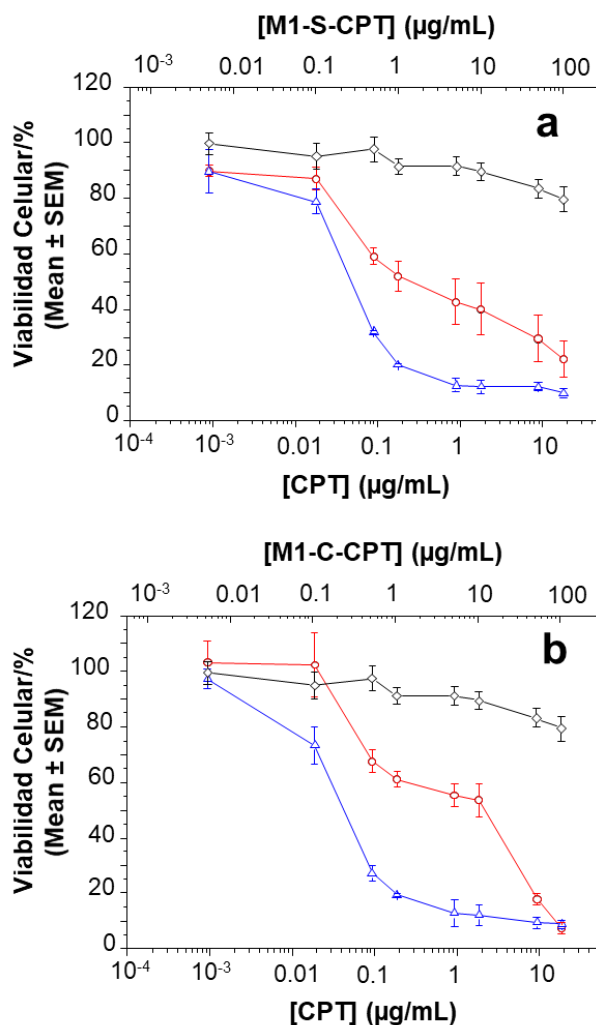 [M1-S-CPT] (µg/mL)
10-3 0.01 0.1 1 10 100
a
120
100
80
60
40
20
0
Viabilidad Celular/%
(Mean ± SEM)
10-4 10-3 0.01 0.1 1 10
[CPT] (µg/mL)
[M1-C-CPT] (µg/mL)
10-3 0.01 0.1 1 10 100
b
120
100
80
60
40
20
0
Viabilidad Celular/%
(Mean ± SEM)
10-4 10-3 0.01 0.1 1 10
[CPT] (µg/mL)